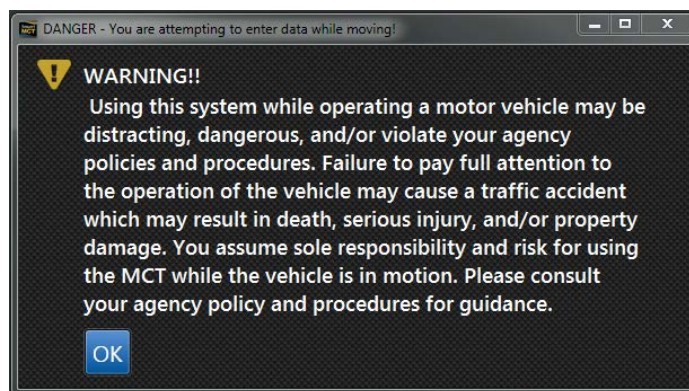 DANGER - You are attempting to enter data while moving!
WARNING!!
Using this system while operating a motor vehicle may be
distracting, dangerous, and/or violate your agency
policies and procedures. Failure to pay full attention to
the operation of the vehicle may cause a traffic accident
which may result in death, serious injury, and/or property
damage. You assume sole responsibility and risk for using
the MCT while the vehicle is in motion. Please consult
your agency policy and procedures for guidance.
OK